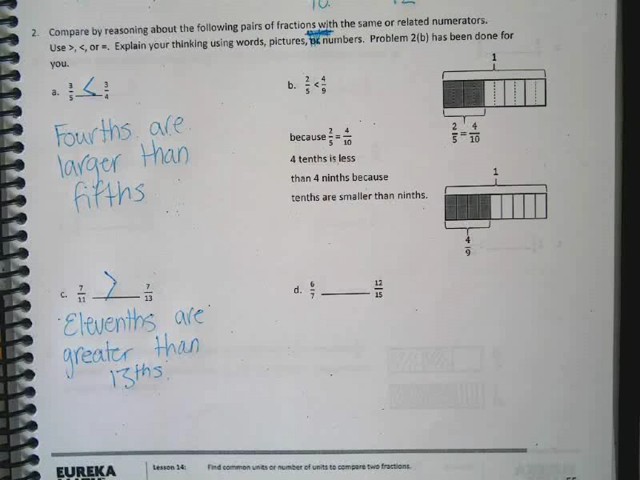 10 12
2. Compare by reasoning about the following pairs of fractions with the same or related numerators.
Use >, <, or =. Explain your thinking using words, pictures, or numbers. Problem 2(b) has been done for
you.
a. 3/5 < 3/4
Fourths are
larger than
fifths
b. 2/5 < 4/9
because 2/5 = 4/10
4 tenths is less
than 4 ninths because
tenths are smaller than ninths.
1
2/5 = 4/10
1
4/9
c. 7/11 > 7/13
Elevenths are
greater than
13ths.
d. 6/7 ______ 12/15
EUREKA
MATH
Lesson 14: Find common units or number of units to compare two fractions.